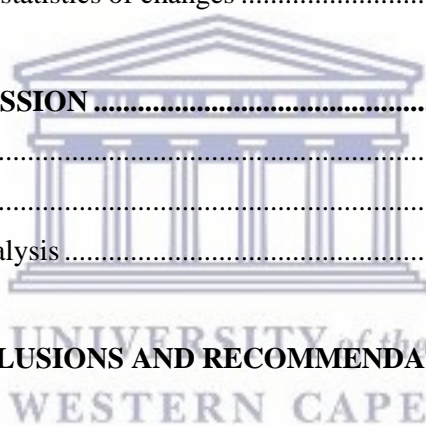 statistics of changes ..........................
SSION .............................................
..........................................................
..........................................................
alysis ..................................................
UNIVERSITY of the
LUSIONS AND RECOMMENDA
WESTERN CAPE